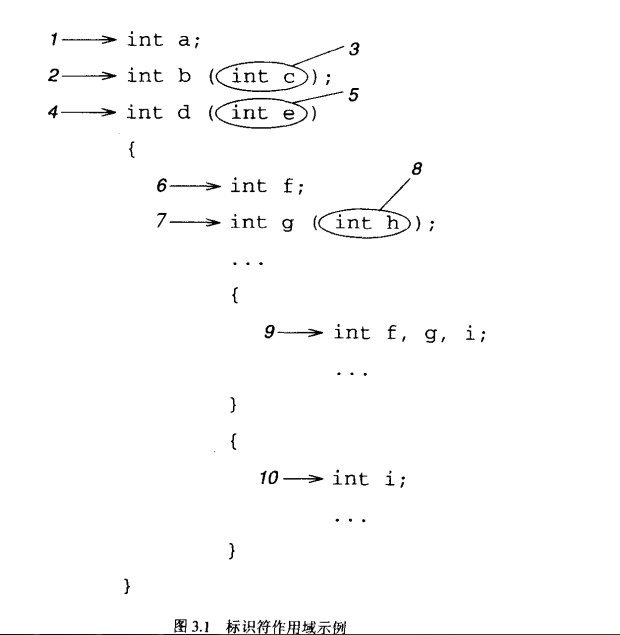 1 int a; 3
2 int b (int c); 5
4 int d (int e)
{
8
6 int f;
7 int g (int h);
...
{
9 int f, g, i;
...
}
{
10 int i;
...
}
}
图 3.1 标识符作用域示例